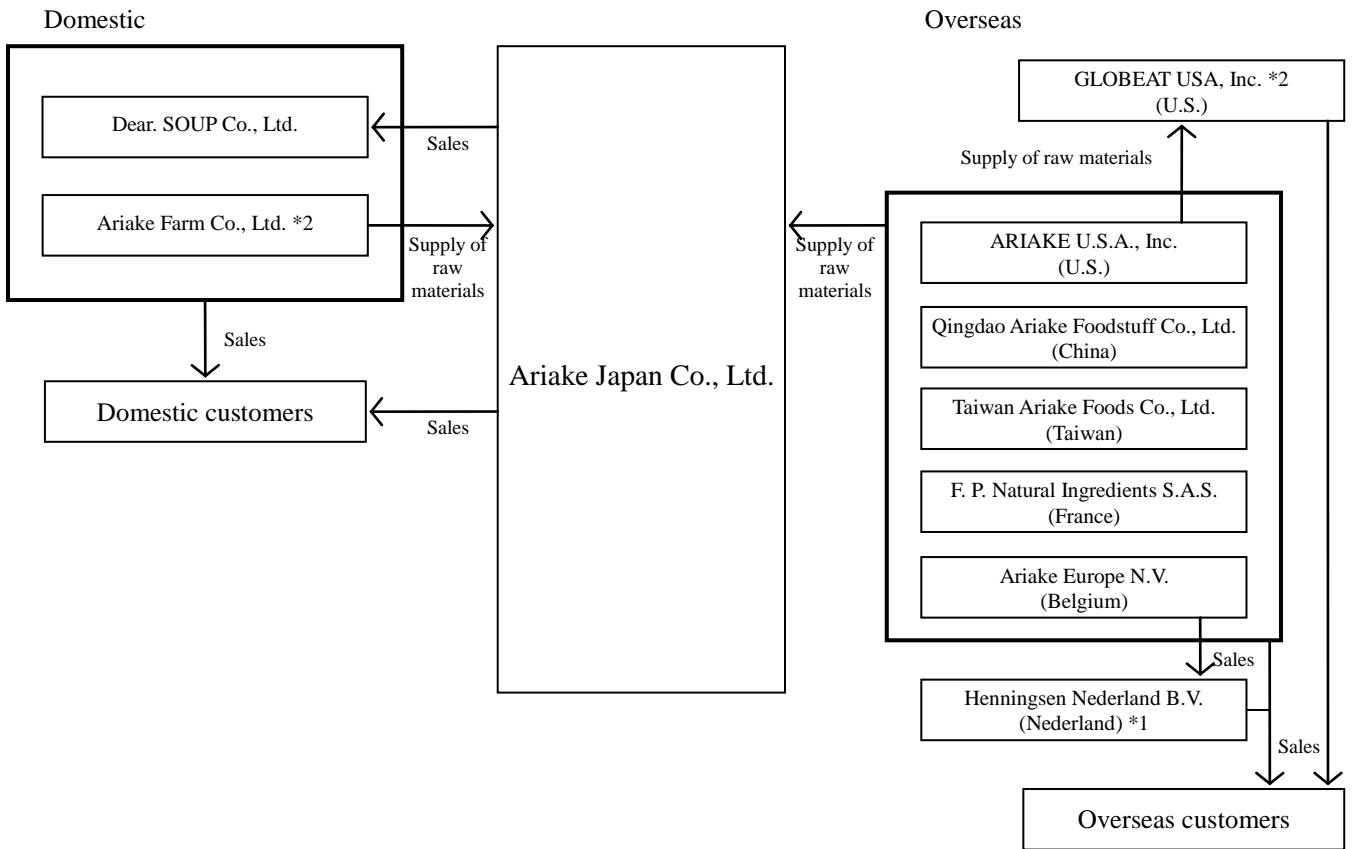 Domestic
Overseas
GLOBEAT USA, Inc. *2
(U.S.)
Dear. SOUP Co., Ltd.
Sales
Supply of raw materials
Ariake Farm Co., Ltd. *2
Supply of
raw
materials
Supply of
raw
materials
ARIAKE U.S.A., Inc.
(U.S.)
Qingdao Ariake Foodstuff Co., Ltd.
(China)
Sales
Ariake Japan Co., Ltd.
Domestic customers
Sales
Taiwan Ariake Foods Co., Ltd.
(Taiwan)
F. P. Natural Ingredients S.A.S.
(France)
Ariake Europe N.V.
(Belgium)
Sales
Henningsen Nederland B.V.
(Nederland) *1
Sales
Overseas customers